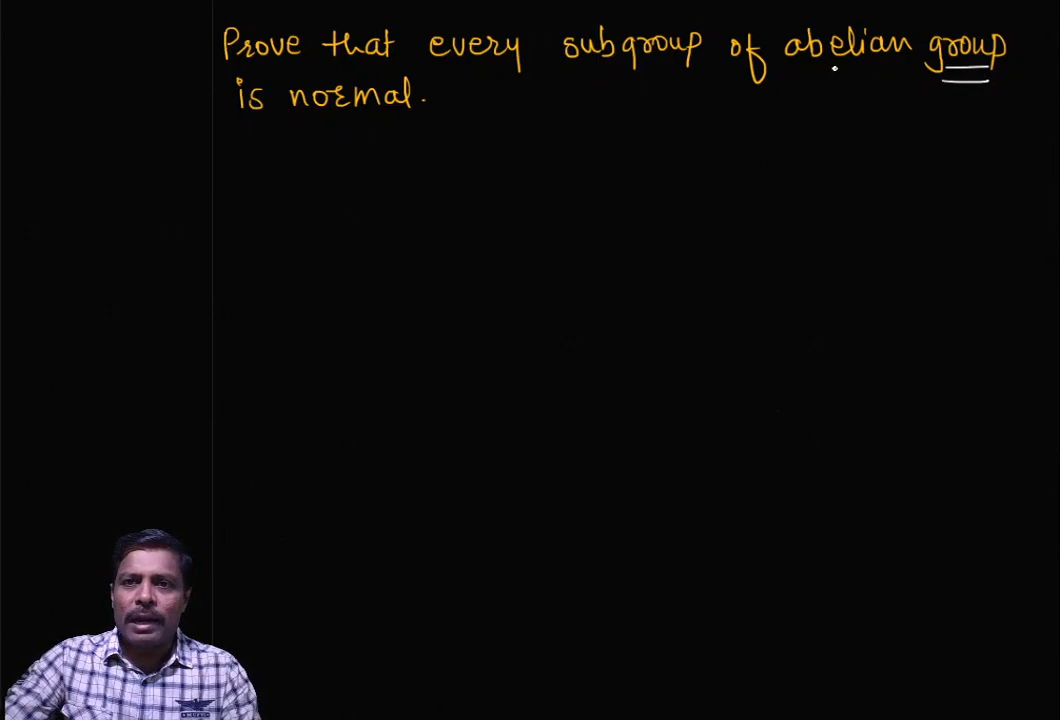 Prove that every subgroup of abelian group
is normal.